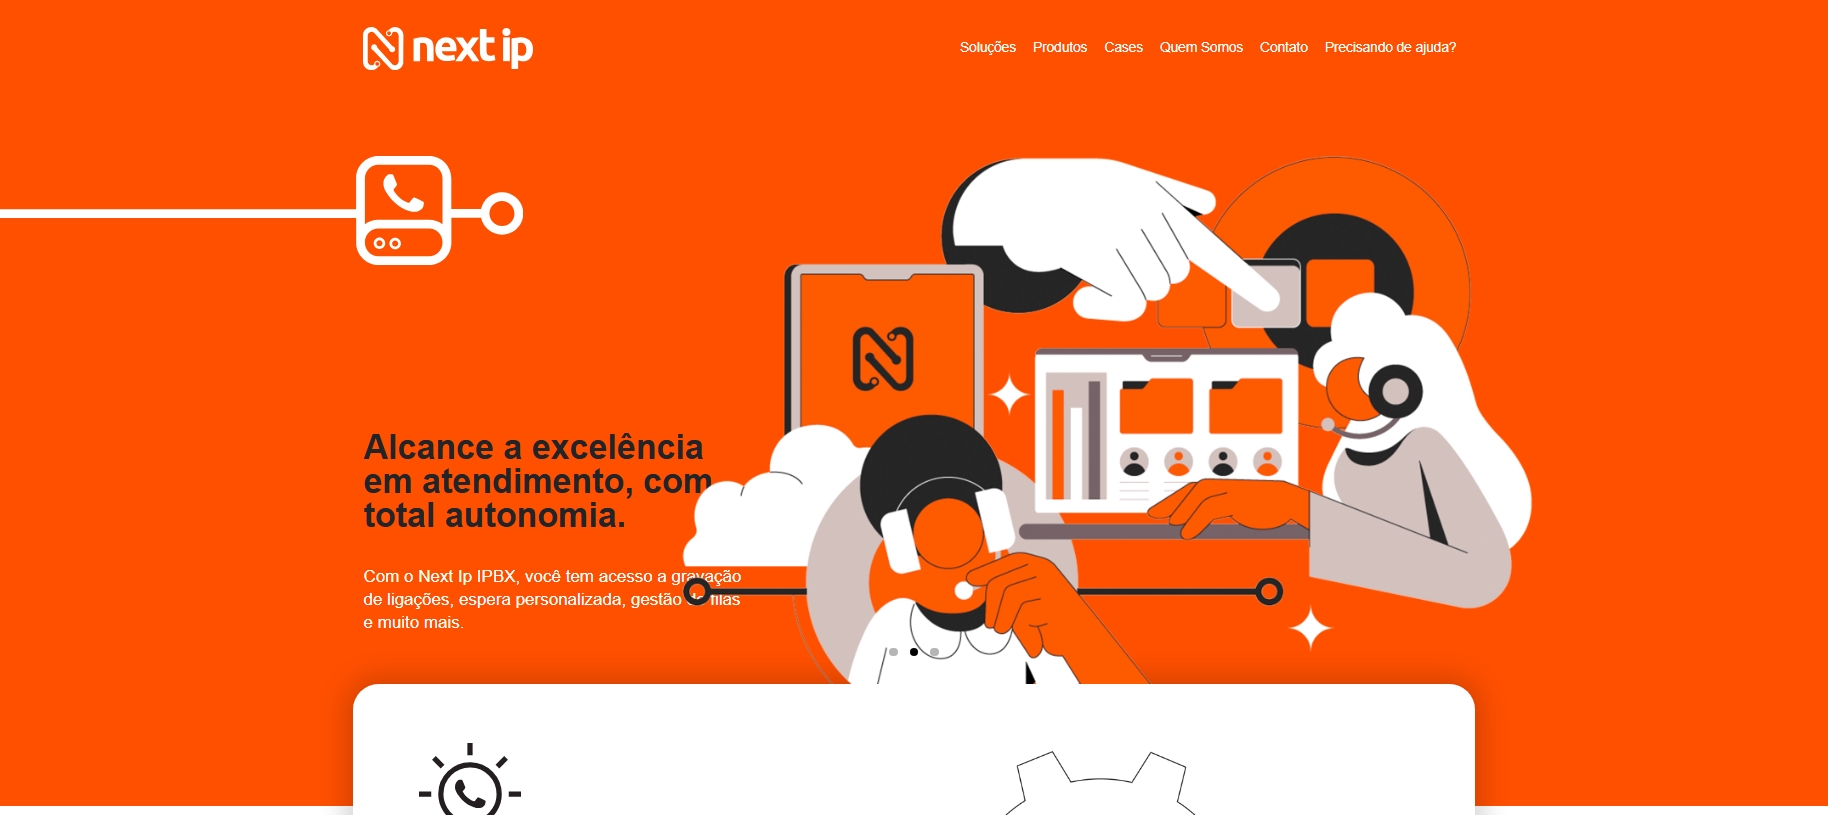 next ip
Soluções Produtos Cases Quem Somos Contato Precisando de ajuda?
Alcance a excelência
em atendimento, com
total autonomia.
Com o Next Ip IPBX, você tem acesso a gravação
de ligações, espera personalizada, gestão de filas
e muito mais.